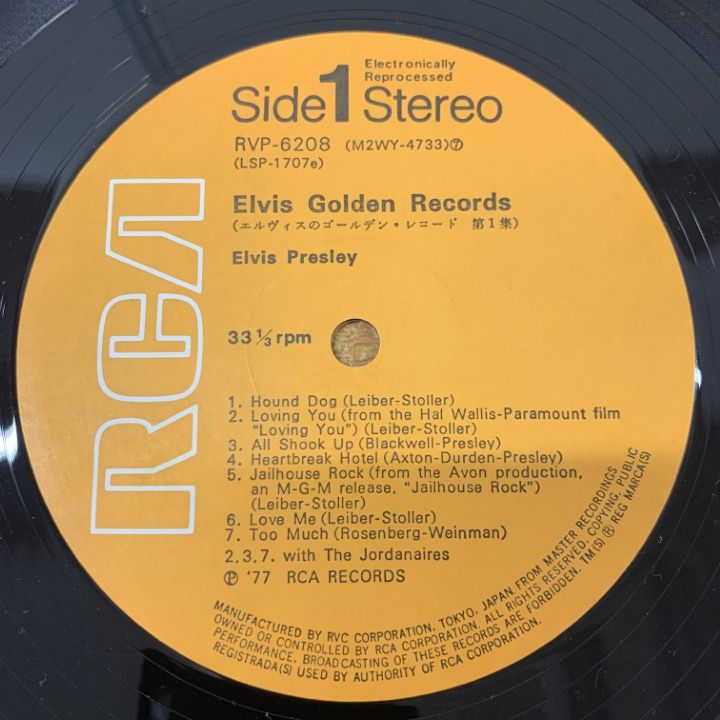 Electronically
Reprocessed
Side 1 Stereo
RVP-6208 (M2WY-4733)⑦
(LSP-1707e)
Elvis Golden Records
(エルヴィスのゴールデン・レコード 第1集)
Elvis Presley
RCA
33 1/3 rpm
1. Hound Dog (Leiber-Stoller)
2. Loving You (from the Hal Wallis-Paramount film
"Loving You") (Leiber-Stoller)
3. All Shook Up (Blackwell-Presley)
4. Heartbreak Hotel (Axton-Durden-Presley)
5. Jailhouse Rock (from the Avon production,
an M-G-M release, "Jailhouse Rock")
(Leiber-Stoller)
6. Love Me (Leiber-Stoller)
7. Too Much (Rosenberg-Weinman)
2,3,7. with The Jordanaires
Ⓟ '77 RCA RECORDS
MANUFACTURED BY RVC CORPORATION, TOKYO, JAPAN FROM MASTER RECORDINGS
OWNED OR CONTROLLED BY RCA CORPORATION. ALL RIGHTS RESERVED, COPYING, PUBLIC
PERFORMANCE, BROADCASTING OF THESE RECORDS ARE FORBIDDEN. TM(S) ® REG MARCA(S)
REGISTRADA(S) USED BY AUTHORITY OF RCA CORPORATION.